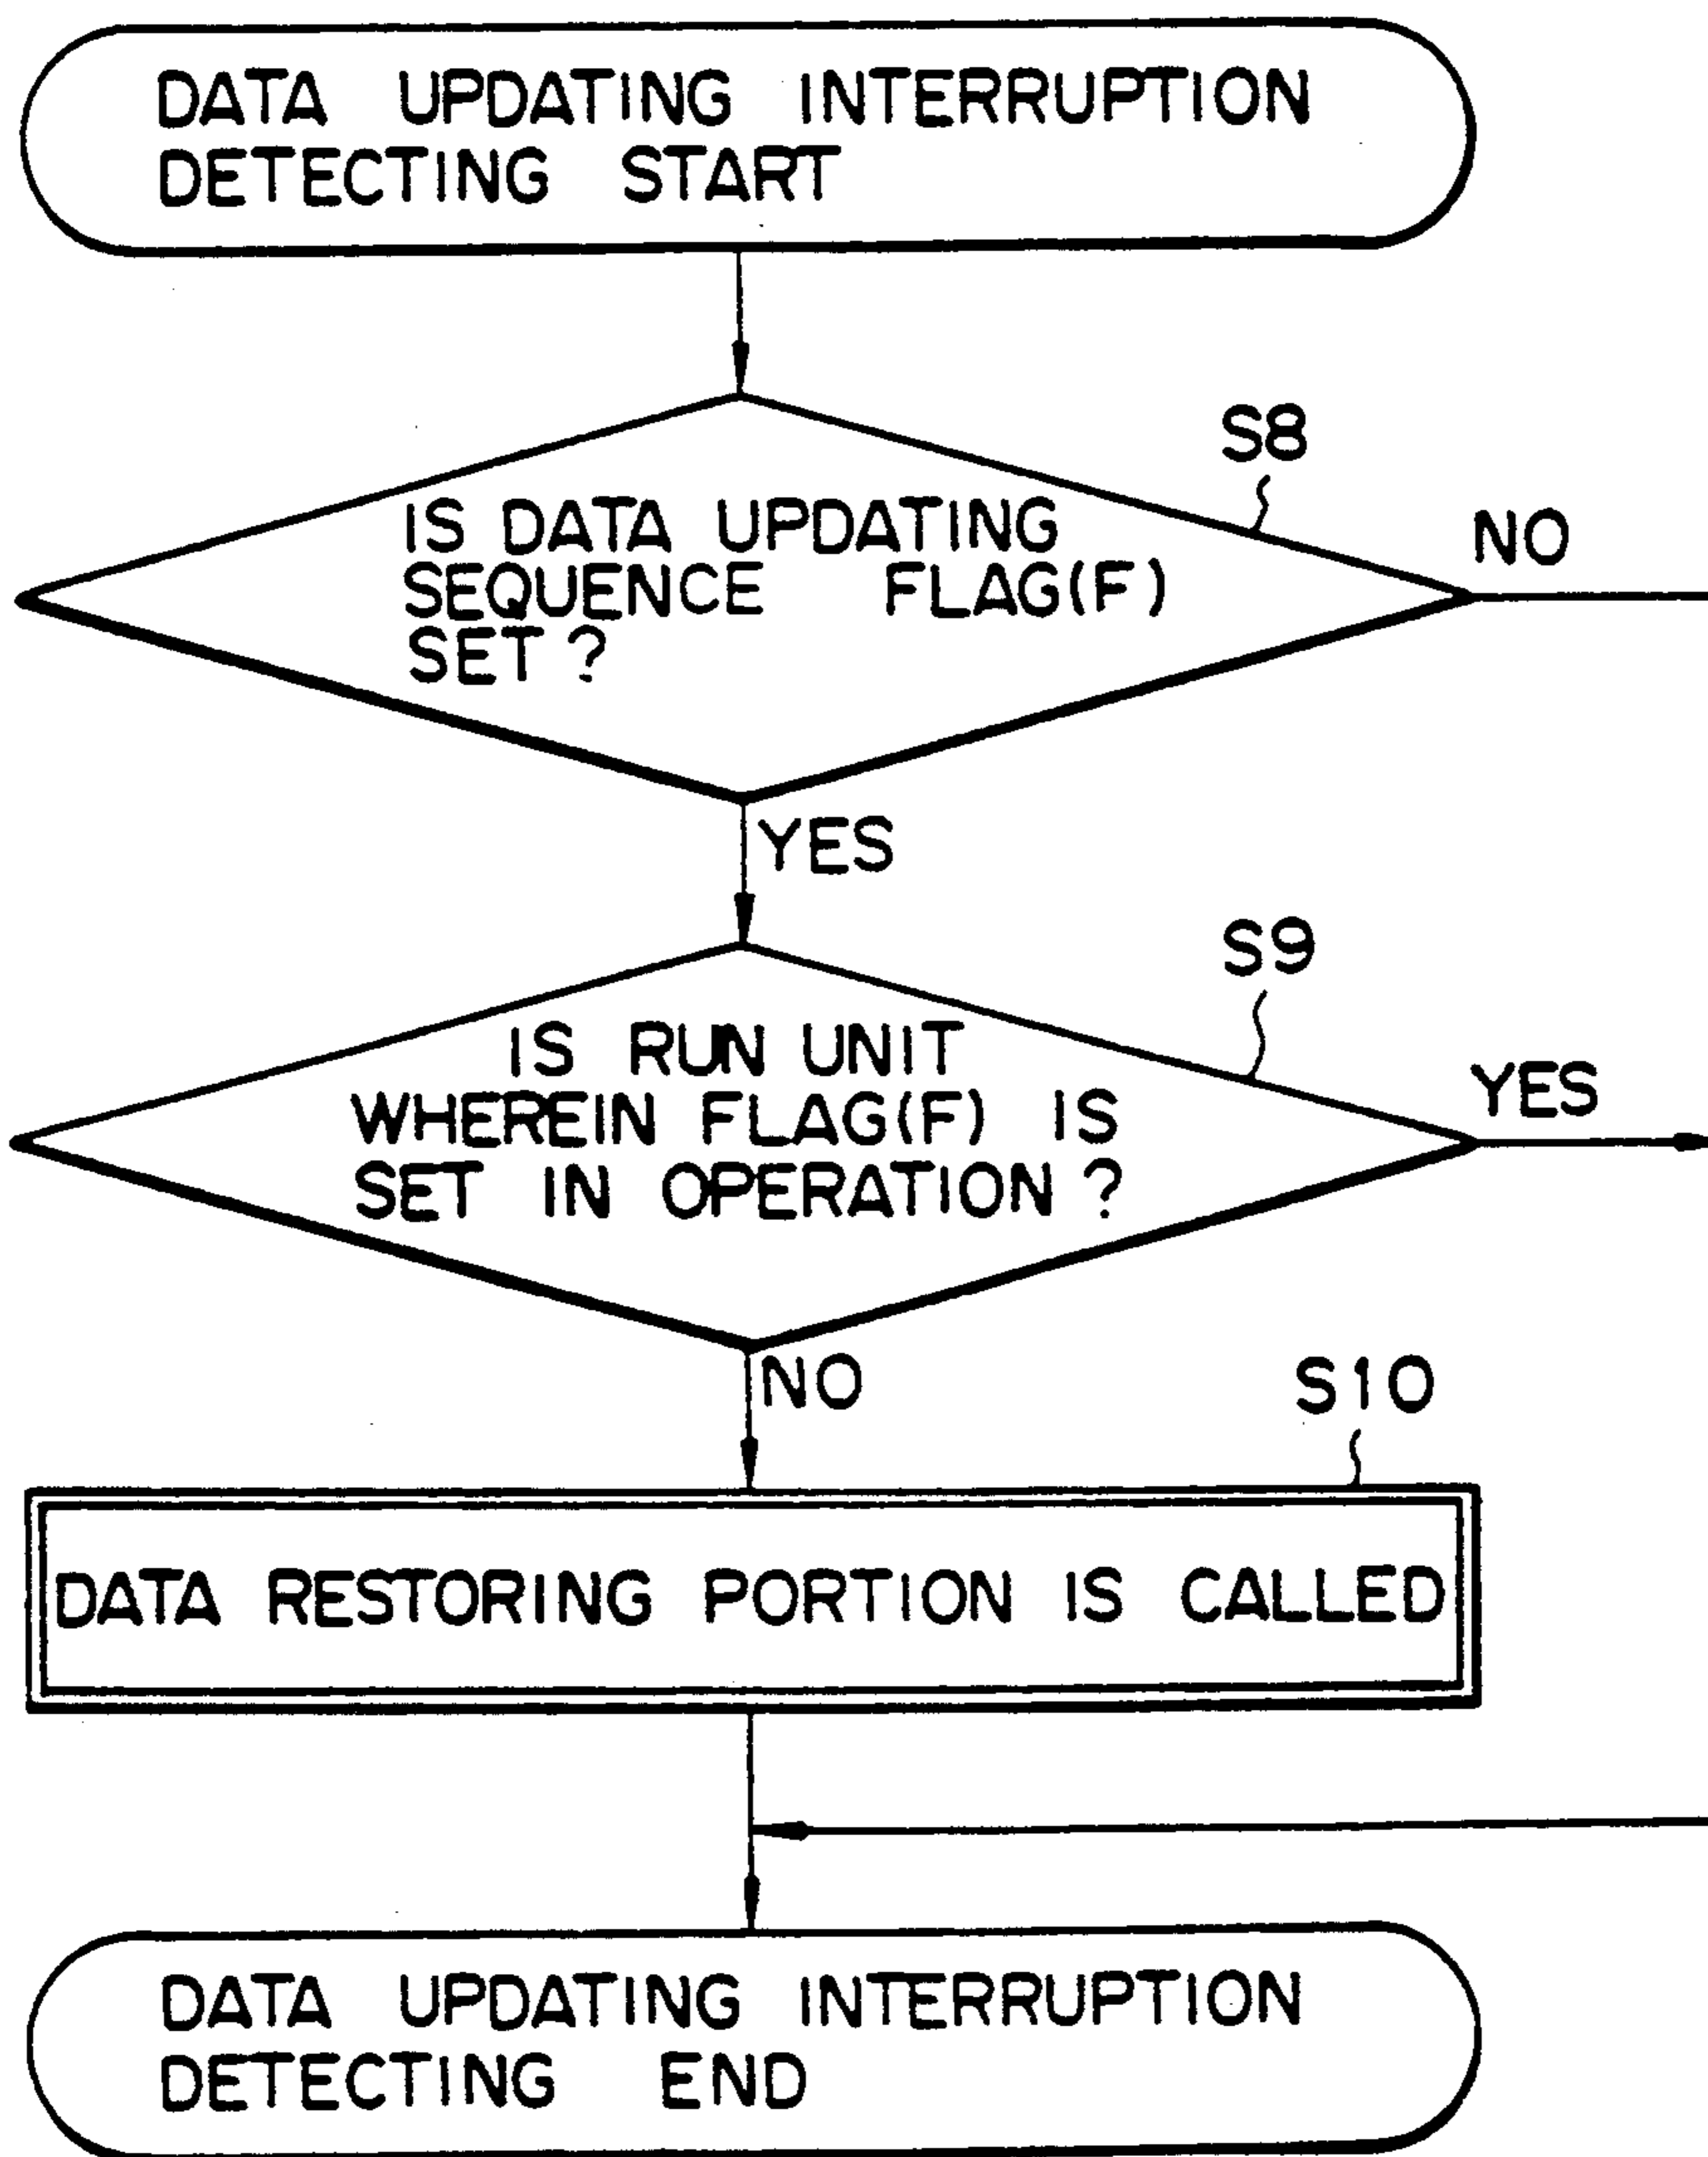 DATA UPDATING INTERRUPTION
DETECTING START
S8
IS DATA UPDATING
SEQUENCE FLAG(F)
SET?
NO
YES
S9
IS RUN UNIT
WHEREIN FLAG(F) IS
SET IN OPERATION?
YES
NO
S10
DATA RESTORING PORTION IS CALLED
DATA UPDATING INTERRUPTION
DETECTING END